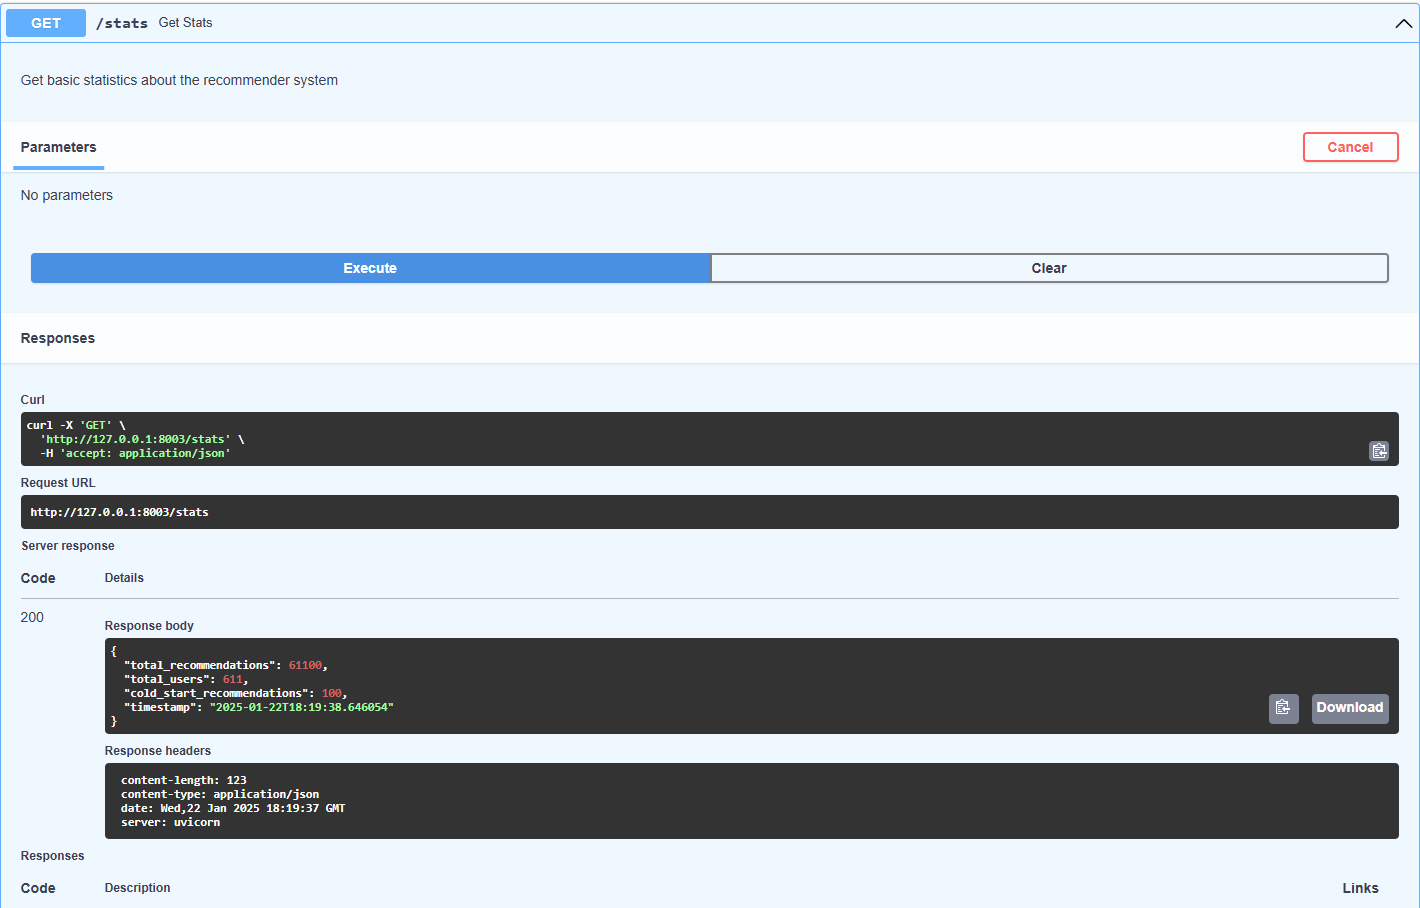 GET /stats Get Stats
Get basic statistics about the recommender system
Parameters
Cancel
No parameters
Execute
Clear
Responses
Curl
curl -X 'GET' \
'http://127.0.0.1:8003/stats' \
-H 'accept: application/json'
Request URL
http://127.0.0.1:8003/stats
Server response
Code Details
200
Response body
{
"total_recommendations": 61100,
"total_users": 611,
"cold_start_recommendations": 100,
"timestamp": "2025-01-22T18:19:38.646054"
}
Download
Response headers
content-length: 123
content-type: application/json
date: Wed,22 Jan 2025 18:19:37 GMT
server: uvicorn
Responses
Code Description Links